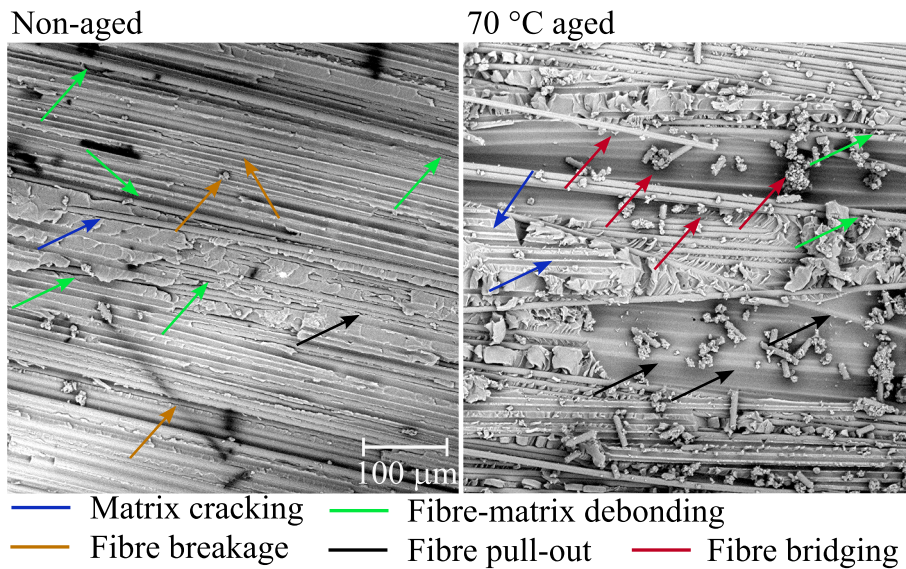 Non-aged
70 °C aged
100 µm
Matrix cracking
Fibre-matrix debonding
Fibre breakage
Fibre pull-out
Fibre bridging